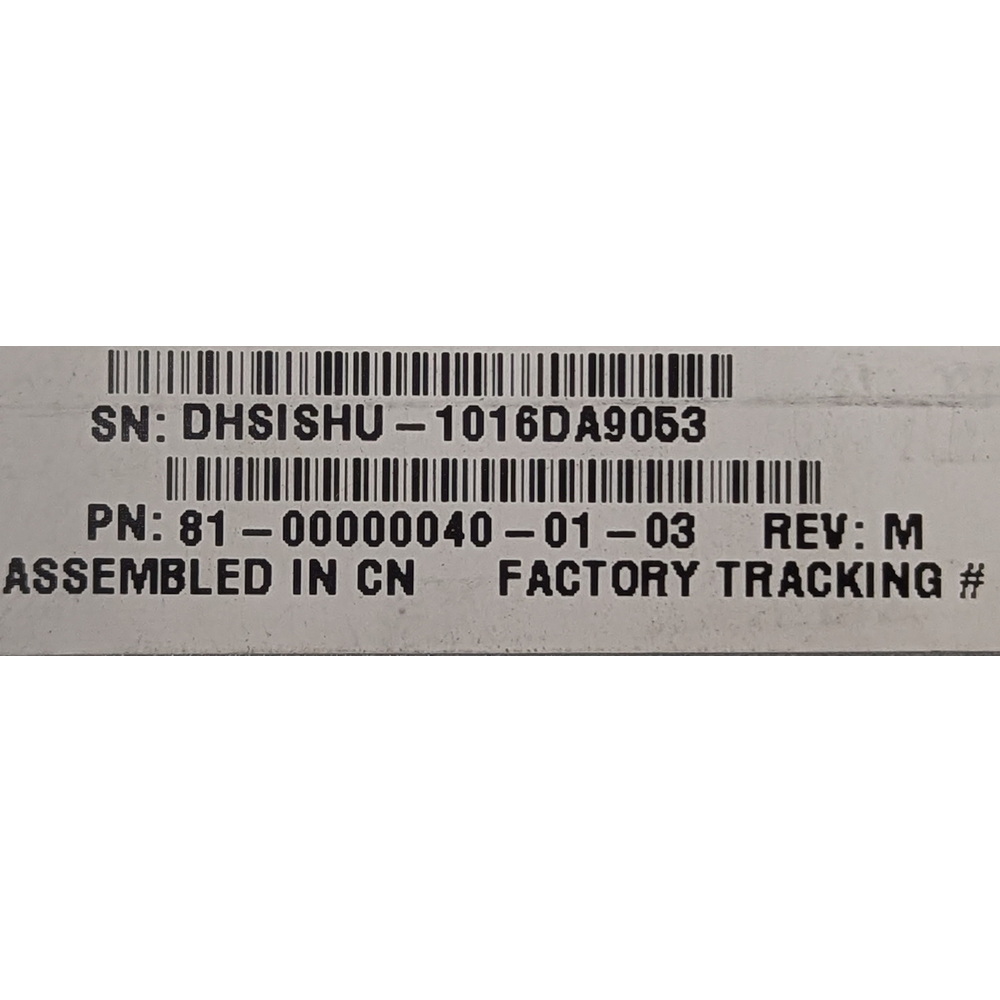 SN: DHSISHU-1016DA9053
PN: 81-00000040-01-03 REV: M
ASSEMBLED IN CN FACTORY TRACKING #